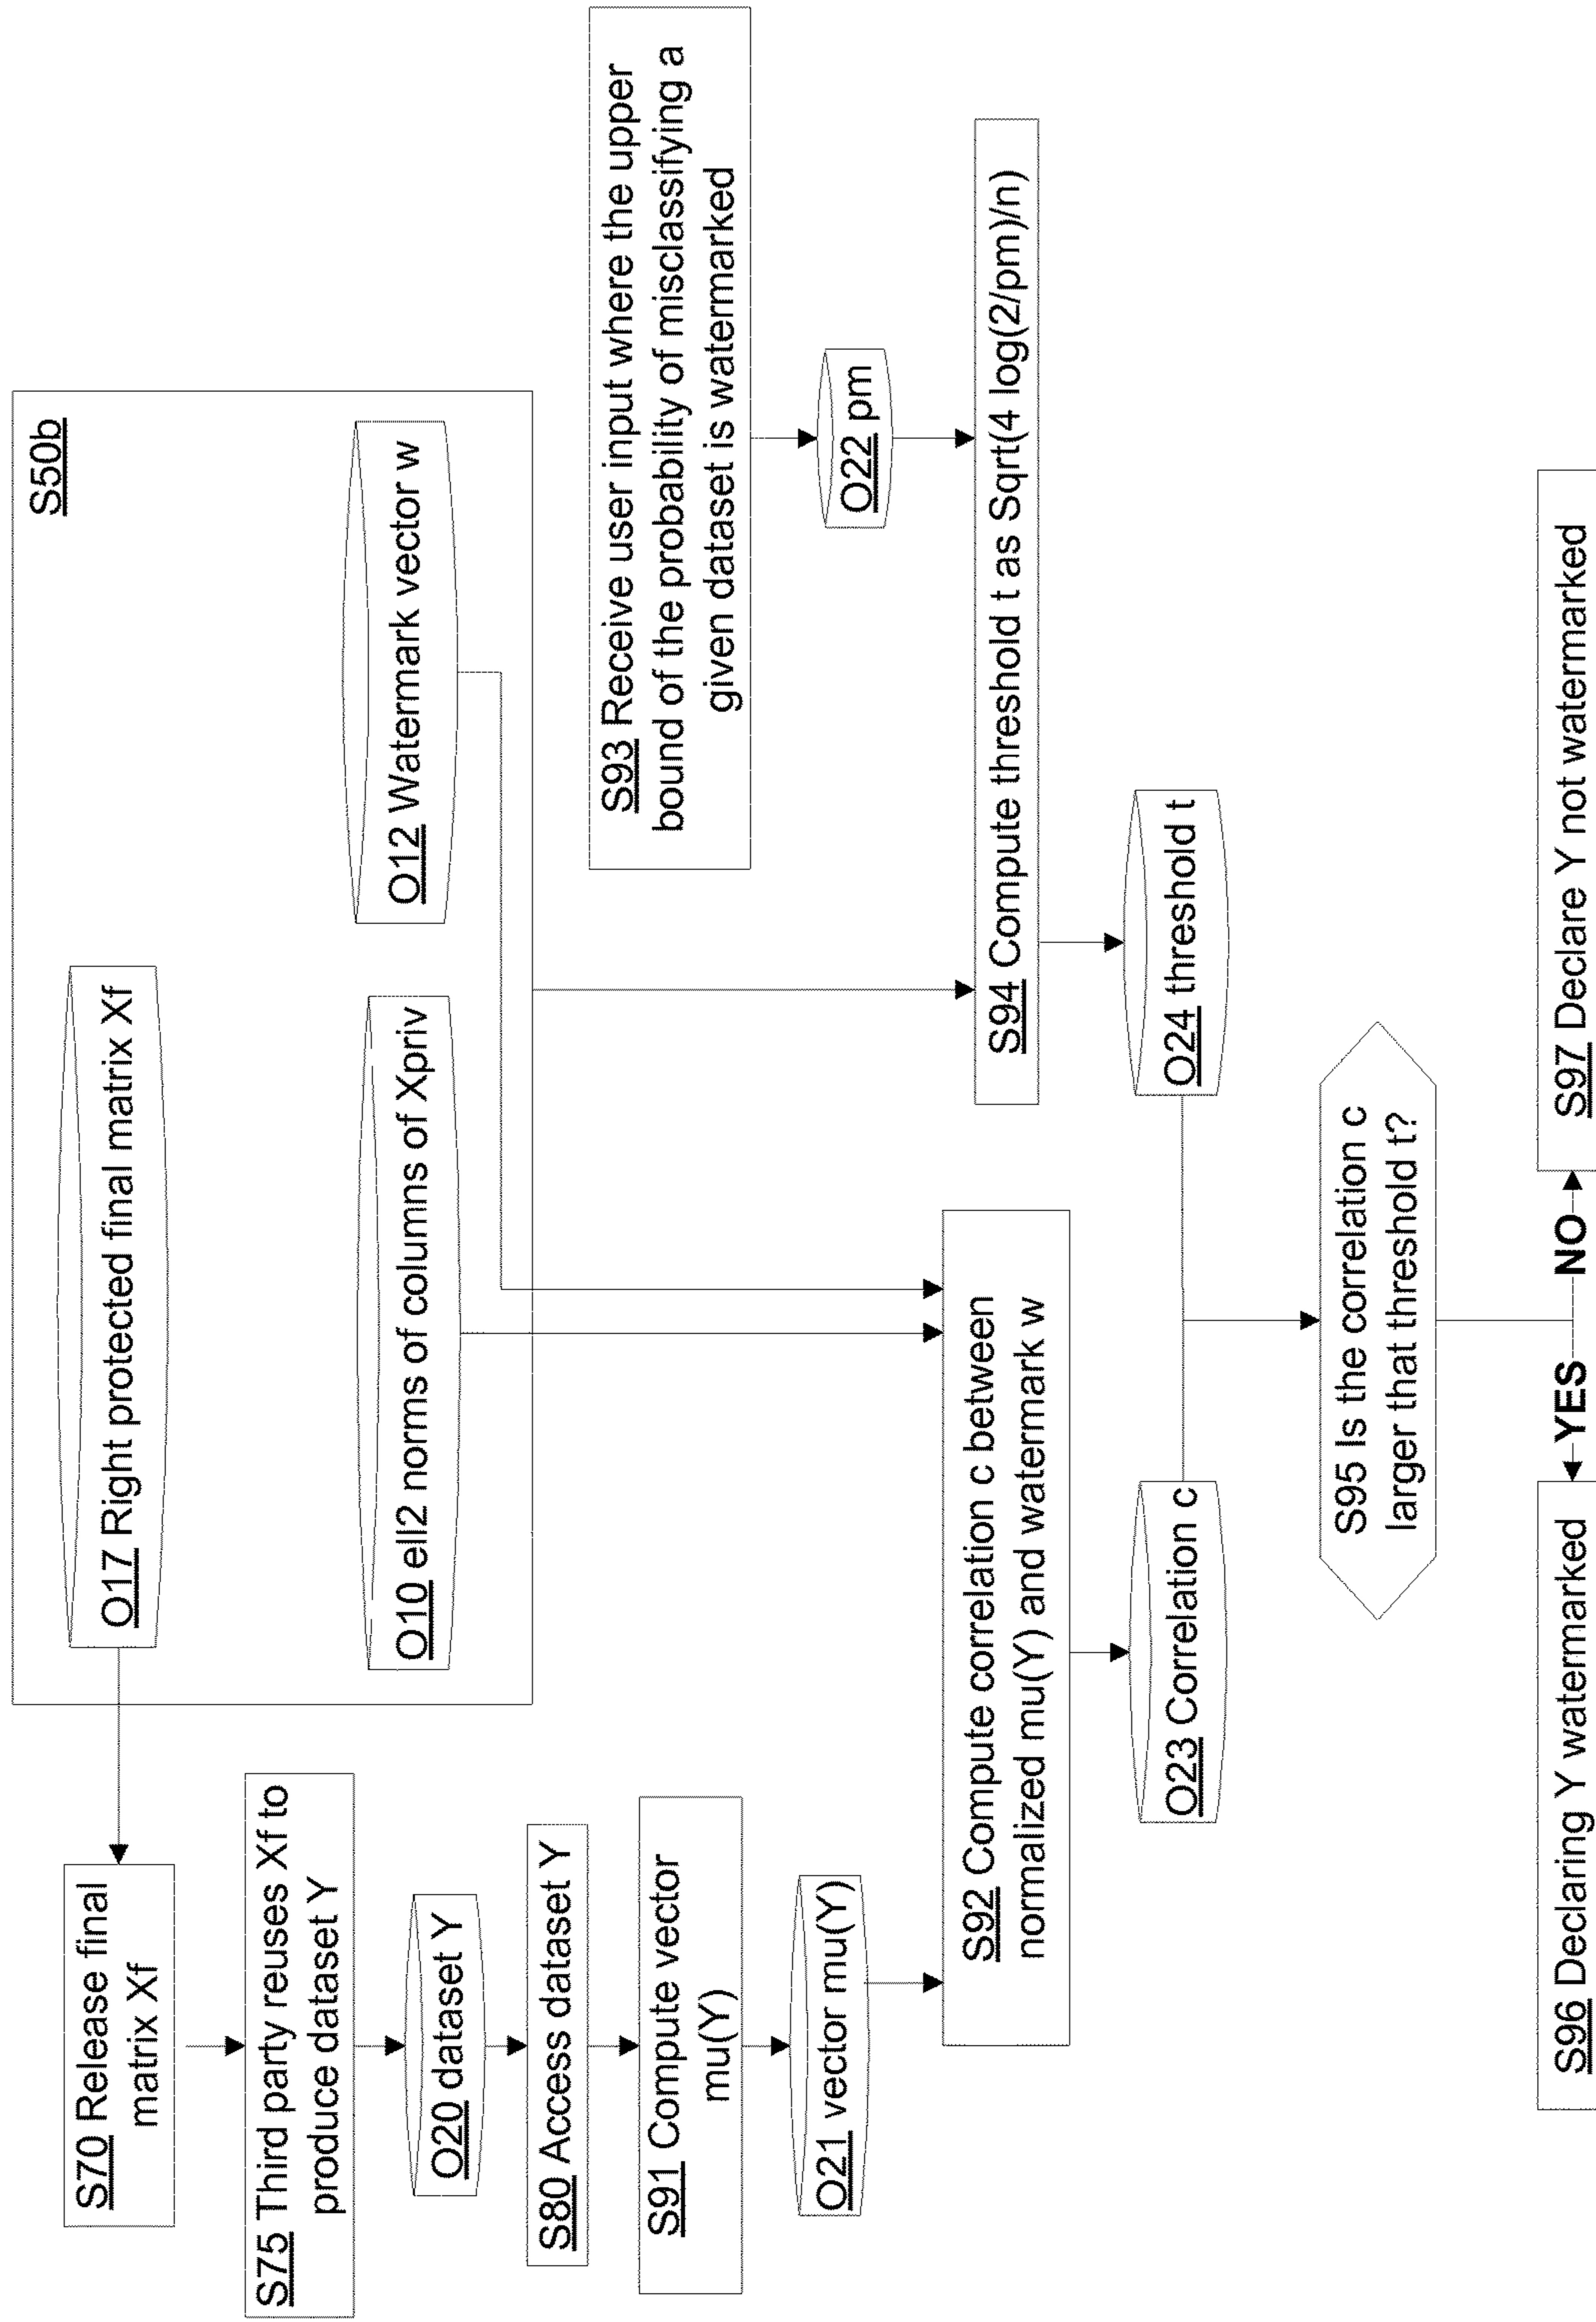 S50b
O17 Right protected final matrix Xf
O10 ell2 norms of columns of Xpriv
O12 Watermark vector w
S70 Release final
matrix Xf
S75 Third party reuses Xf to
produce dataset Y
O20 dataset Y
S80 Access dataset Y
S91 Compute vector
mu(Y)
O21 vector mu(Y)
S93 Receive user input where the upper
bound of the probability of misclassifying a
given dataset is watermarked
O22 pm
S92 Compute correlation c between
normalized mu(Y) and watermark w
S94 Compute threshold t as Sqrt(4 log(2/pm)/n)
O23 Correlation c
O24 threshold t
S95 Is the correlation c
larger that threshold t?
YES
NO
S96 Declaring Y watermarked
S97 Declare Y not watermarked